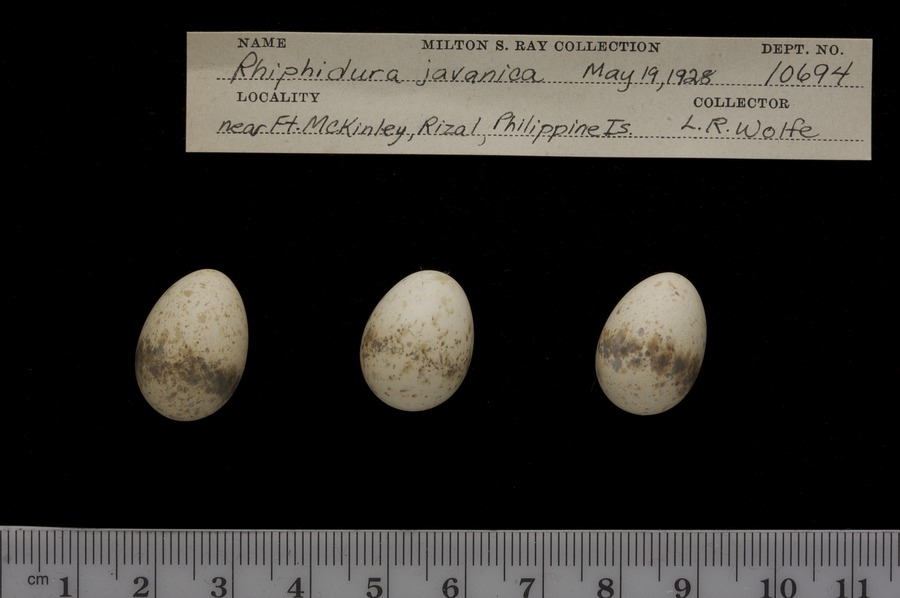 NAME MILTON S. RAY COLLECTION DEPT. NO.
Rhiphidura javanica May 19, 1928 10694
LOCALITY COLLECTOR
near Ft. McKinley, Rizal, Philippine Is. L.R. Wolfe
cm 1 2 3 4 5 6 7 8 9 10 11